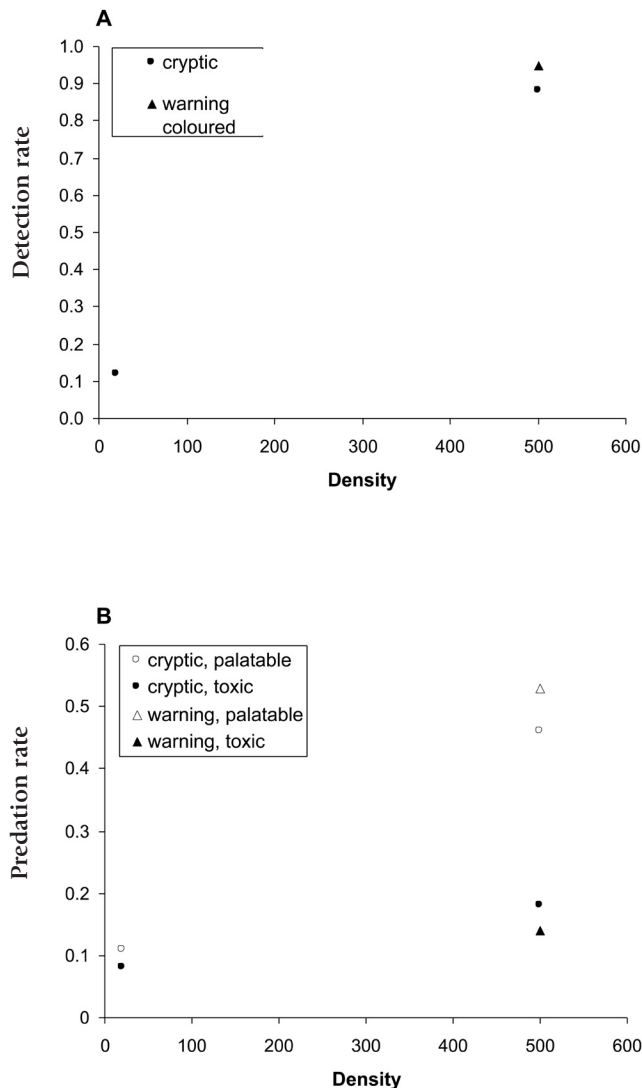 A
1.0
cryptic
0.9
warning
coloured
0.8
0.7
0.6
Detection rate
0.5
0.4
0.3
0.2
0.1
0.0
0 100 200 300 400 500 600
Density
B
0.6
cryptic, palatable
cryptic, toxic
0.5
warning, palatable
warning, toxic
0.4
Predation rate
0.3
0.2
0.1
0
0 100 200 300 400 500 600
Density